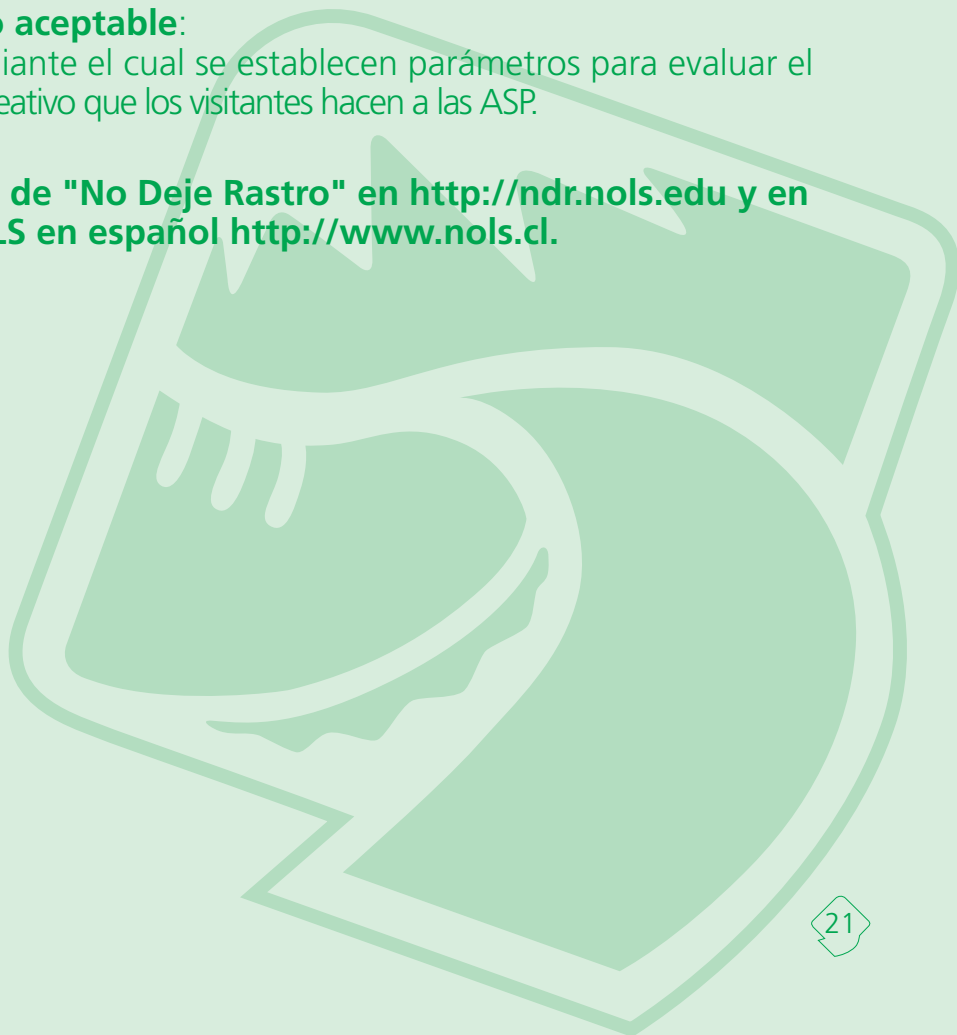 aceptable:
iante el cual se establecen parámetros para evaluar el
eativo que los visitantes hacen a las ASP.
de "No Deje Rastro" en http://ndr.nols.edu y en
LS en español http://www.nols.cl.
21